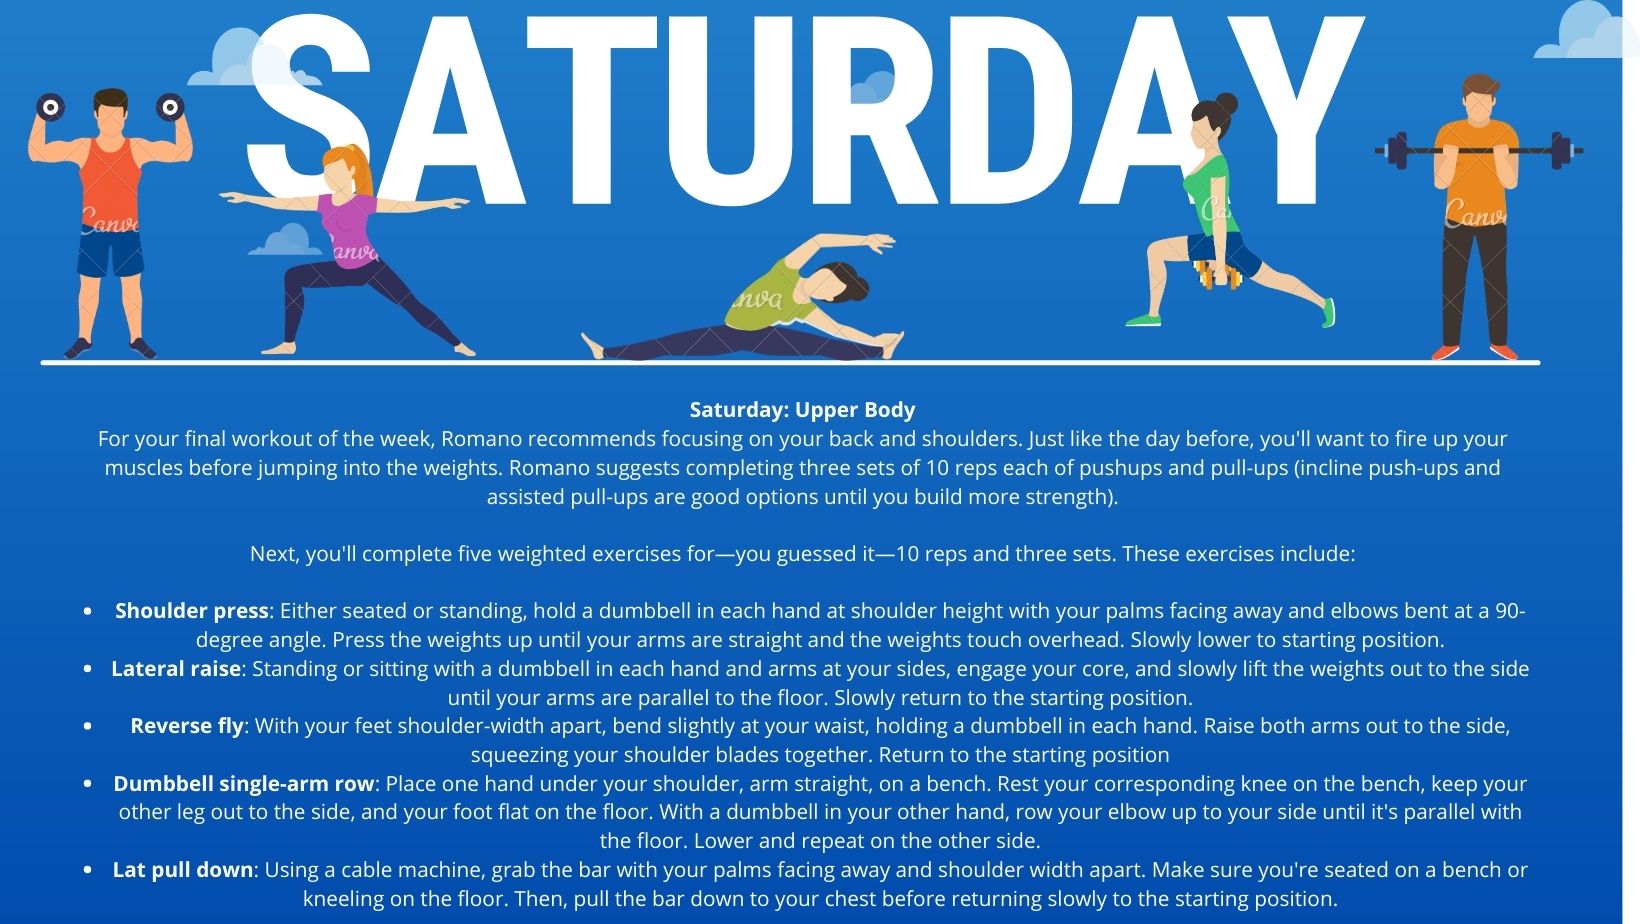 SATURDAY
Canva
Canva
Canva
Ca
Canva
Saturday: Upper Body
For your final workout of the week, Romano recommends focusing on your back and shoulders. Just like the day before, you'll want to fire up your
muscles before jumping into the weights. Romano suggests completing three sets of 10 reps each of pushups and pull-ups (incline push-ups and
assisted pull-ups are good options until you build more strength).
Next, you'll complete five weighted exercises for—you guessed it—10 reps and three sets. These exercises include:
• Shoulder press: Either seated or standing, hold a dumbbell in each hand at shoulder height with your palms facing away and elbows bent at a 90-
degree angle. Press the weights up until your arms are straight and the weights touch overhead. Slowly lower to starting position.
• Lateral raise: Standing or sitting with a dumbbell in each hand and arms at your sides, engage your core, and slowly lift the weights out to the side
until your arms are parallel to the floor. Slowly return to the starting position.
• Reverse fly: With your feet shoulder-width apart, bend slightly at your waist, holding a dumbbell in each hand. Raise both arms out to the side,
squeezing your shoulder blades together. Return to the starting position
• Dumbbell single-arm row: Place one hand under your shoulder, arm straight, on a bench. Rest your corresponding knee on the bench, keep your
other leg out to the side, and your foot flat on the floor. With a dumbbell in your other hand, row your elbow up to your side until it's parallel with
the floor. Lower and repeat on the other side.
• Lat pull down: Using a cable machine, grab the bar with your palms facing away and shoulder width apart. Make sure you're seated on a bench or
kneeling on the floor. Then, pull the bar down to your chest before returning slowly to the starting position.